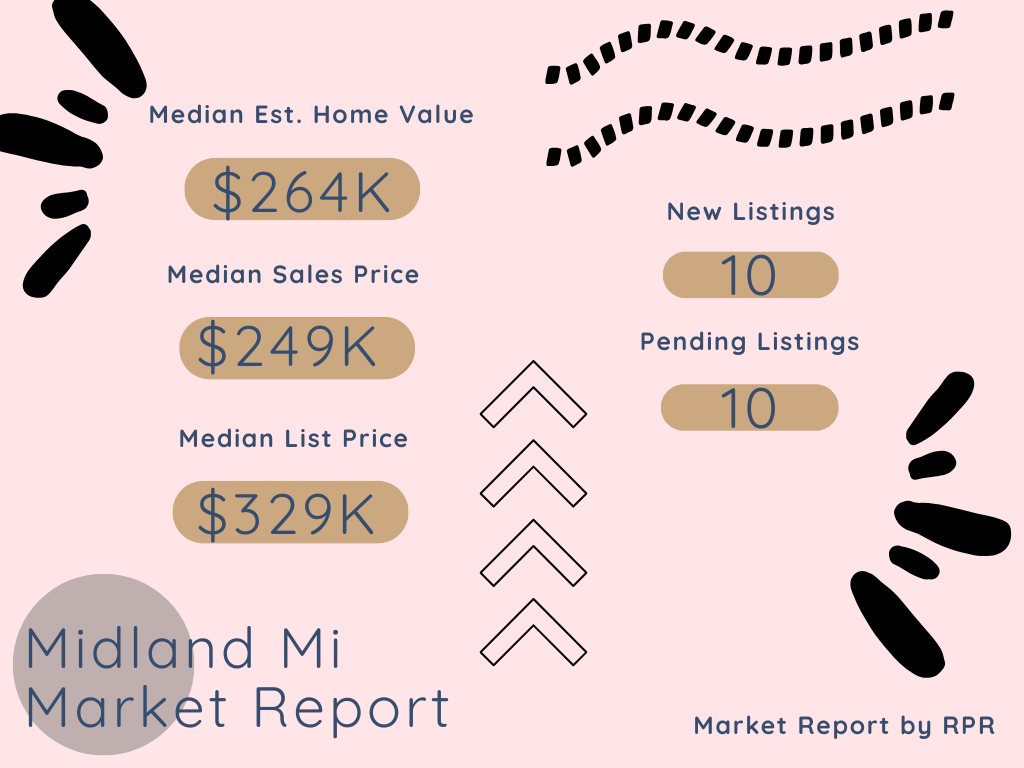 Median Est. Home Value
$264K
Median Sales Price
$249K
Median List Price
$329K
New Listings
10
Pending Listings
10
Midland Mi
Market Report
Market Report by RPR